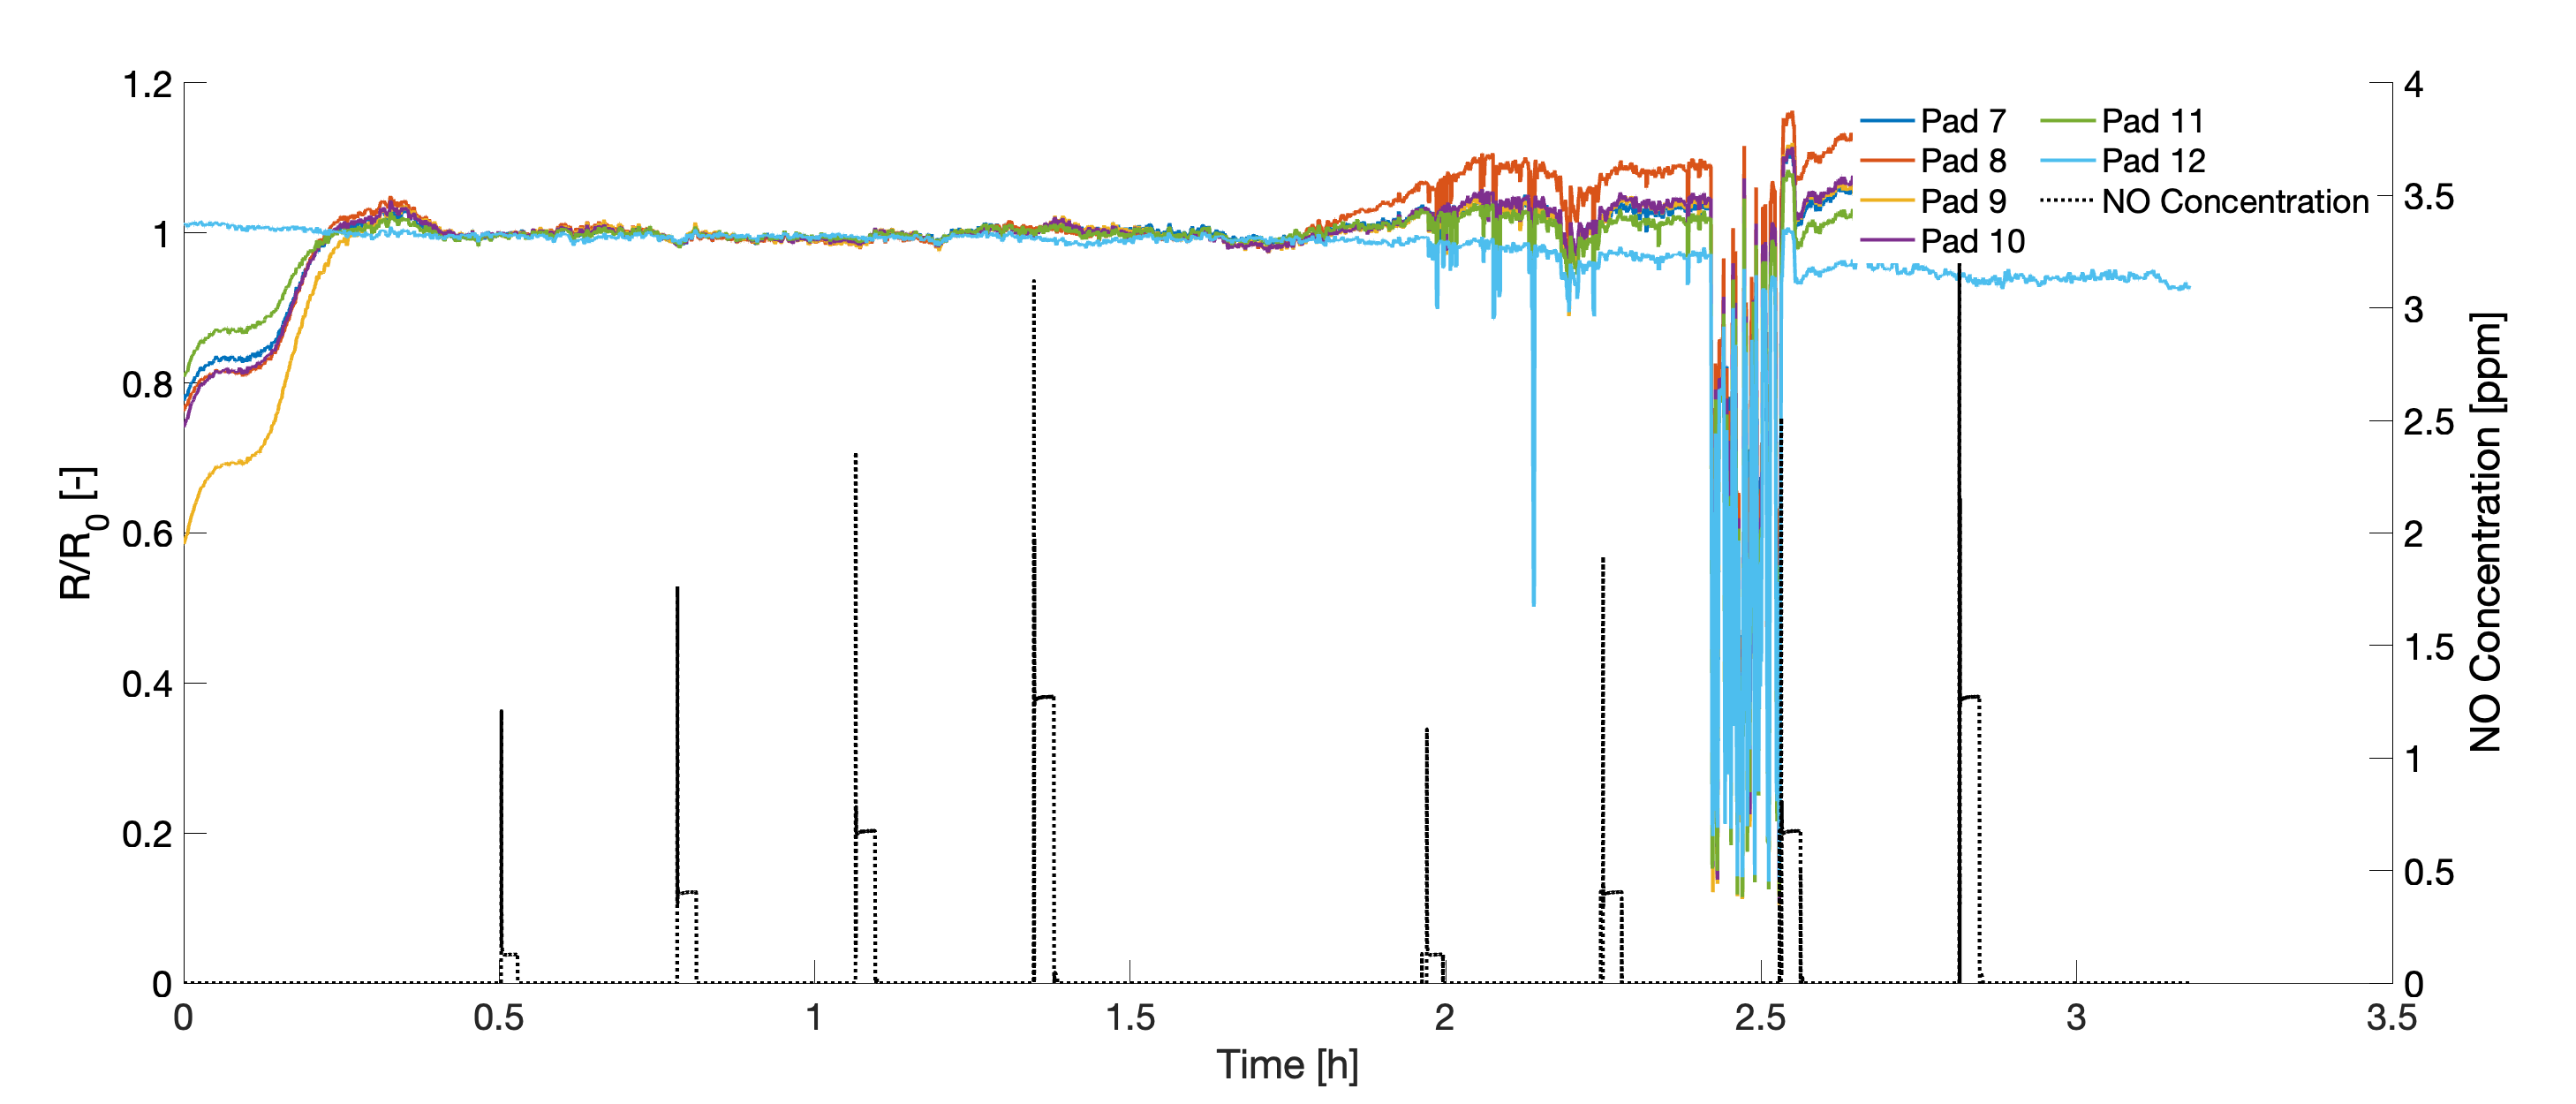 1.2
1
0.8
0.6
0.4
0.2
0
R/R0 [-]
4
3.5
3
2.5
2
1.5
1
0.5
0
NO Concentration [ppm]
Pad 7
Pad 8
Pad 9
Pad 10
Pad 11
Pad 12
NO Concentration
0 0.5 1 1.5 2 2.5 3 3.5
Time [h]